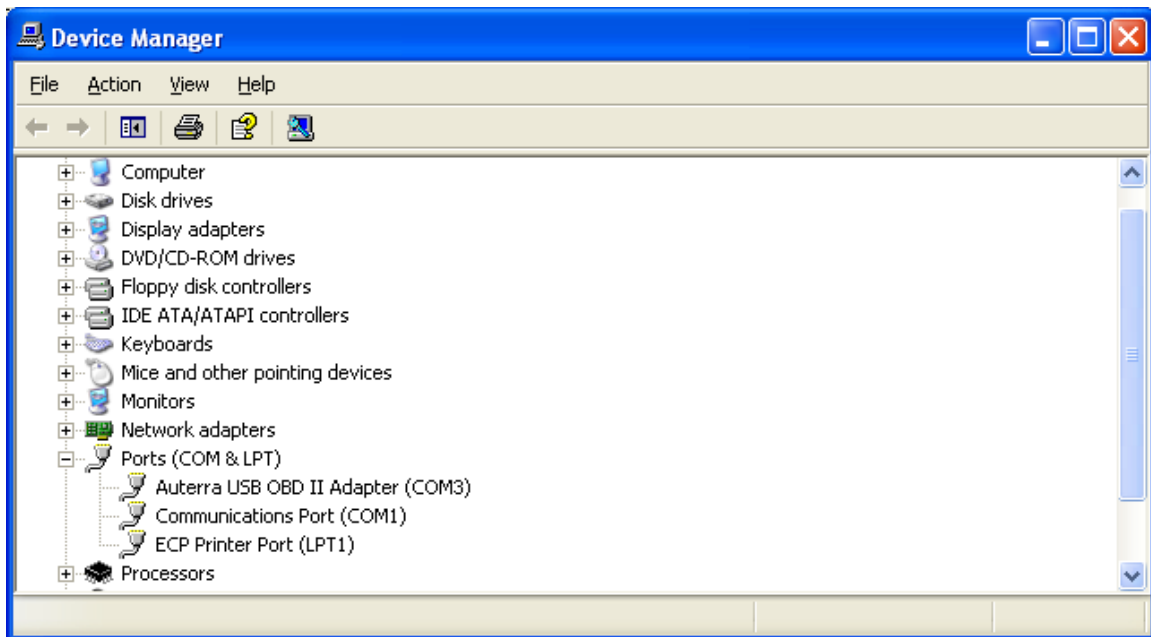 Device Manager
File Action View Help
Computer
Disk drives
Display adapters
DVD/CD-ROM drives
Floppy disk controllers
IDE ATA/ATAPI controllers
Keyboards
Mice and other pointing devices
Monitors
Network adapters
Ports (COM & LPT)
Auterra USB OBD II Adapter (COM3)
Communications Port (COM1)
ECP Printer Port (LPT1)
Processors